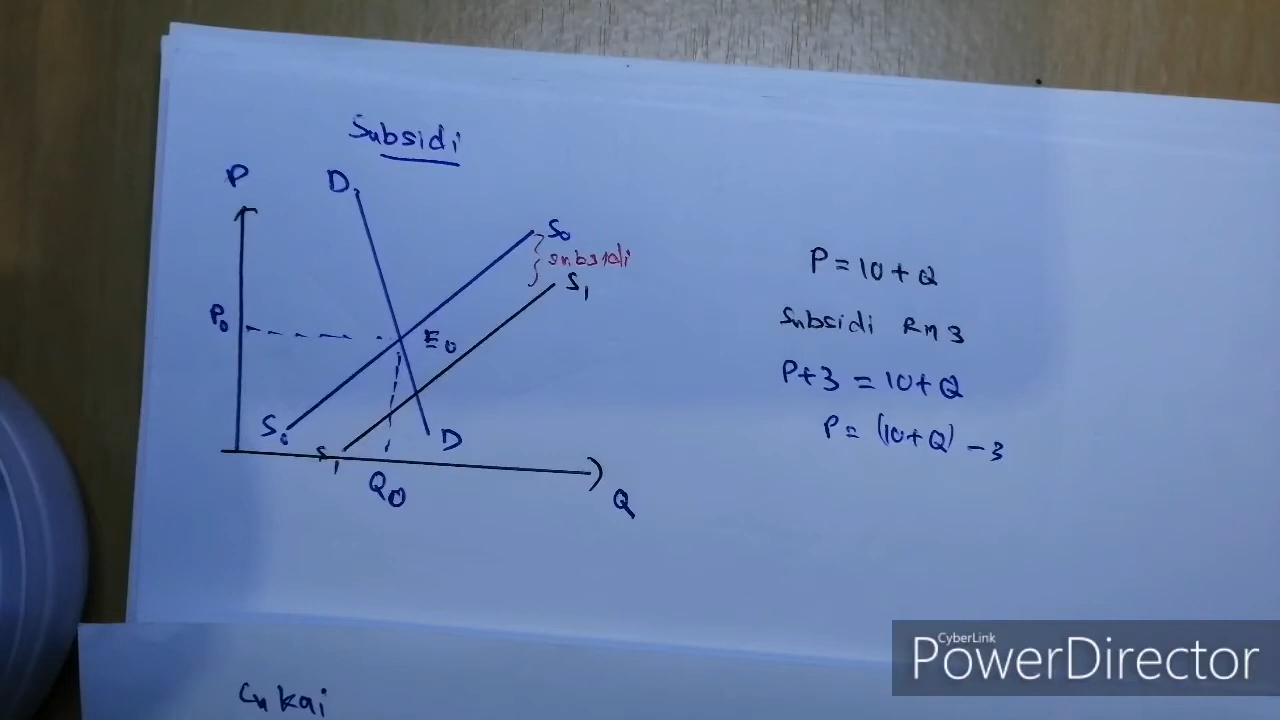 Subsidi
P
D
S₀
subsidi
S₁
P₀
E₀
S₀
S₁
D
Q₀
Q
P = 10 + Q
Subsidi RM 3
P + 3 = 10 + Q
P = (10 + Q) - 3
Cukai
CyberLink
PowerDirector